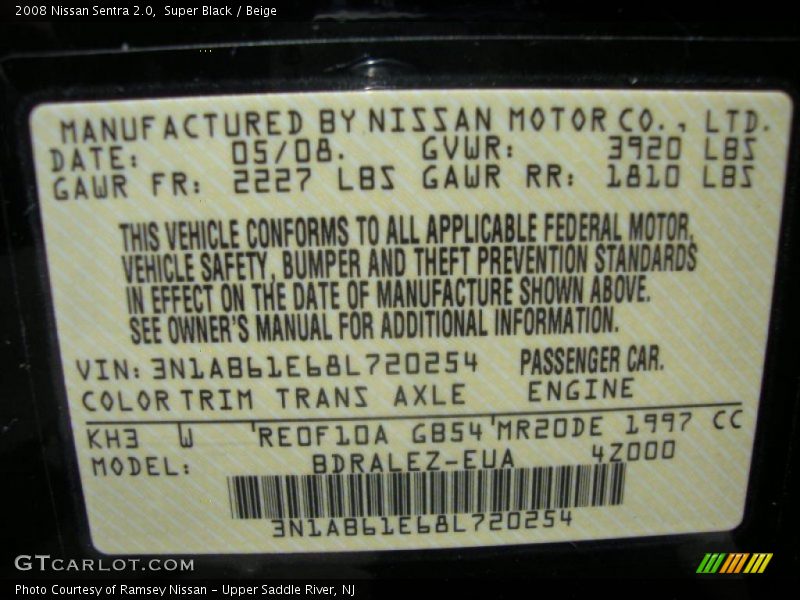 2008 Nissan Sentra 2.0,  Super Black / Beige
MANUFACTURED BY NISSAN MOTOR CO., LTD.
DATE: 05/08. GVWR: 3920 LBS
GAWR FR: 2227 LBS GAWR RR: 1810 LBS
THIS VEHICLE CONFORMS TO ALL APPLICABLE FEDERAL MOTOR,
VEHICLE SAFETY, BUMPER AND THEFT PREVENTION STANDARDS
IN EFFECT ON THE DATE OF MANUFACTURE SHOWN ABOVE.
SEE OWNER'S MANUAL FOR ADDITIONAL INFORMATION.
VIN: 3N1AB61E68L720254 PASSENGER CAR.
COLOR TRIM TRANS AXLE ENGINE
KH3 W RE0F10A GB54 MR20DE 1997 CC
MODEL: BDRALEZ-EUA 4Z000
3N1AB61E68L720254
GTCARLOT.COM
Photo Courtesy of Ramsey Nissan - Upper Saddle River, NJ